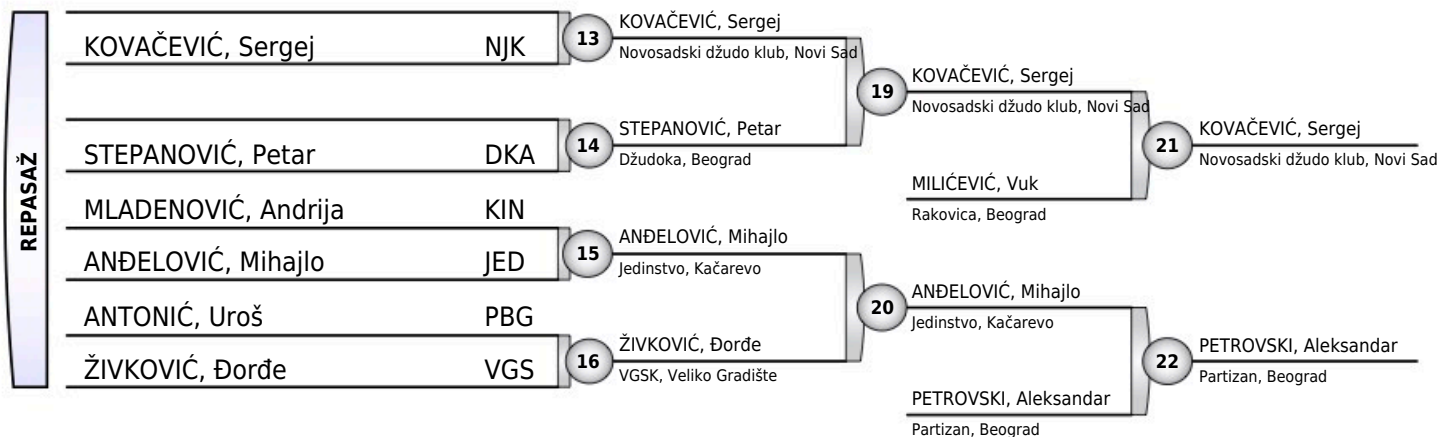 REPASAŽ
KOVAČEVIĆ, Sergej NJK
STEPANOVIĆ, Petar DKA
MLADENOVIĆ, Andrija KIN
ANĐELOVIĆ, Mihajlo JED
ANTONIĆ, Uroš PBG
ŽIVKOVIĆ, Đorđe VGS
13
KOVAČEVIĆ, Sergej
Novosadski džudo klub, Novi Sad
14
STEPANOVIĆ, Petar
Džudoka, Beograd
15
ANĐELOVIĆ, Mihajlo
Jedinstvo, Kačarevo
16
ŽIVKOVIĆ, Đorđe
VGSK, Veliko Gradište
19
KOVAČEVIĆ, Sergej
Novosadski džudo klub, Novi Sad
MILIĆEVIĆ, Vuk
Rakovica, Beograd
20
ANĐELOVIĆ, Mihajlo
Jedinstvo, Kačarevo
PETROVSKI, Aleksandar
Partizan, Beograd
21
KOVAČEVIĆ, Sergej
Novosadski džudo klub, Novi Sad
22
PETROVSKI, Aleksandar
Partizan, Beograd